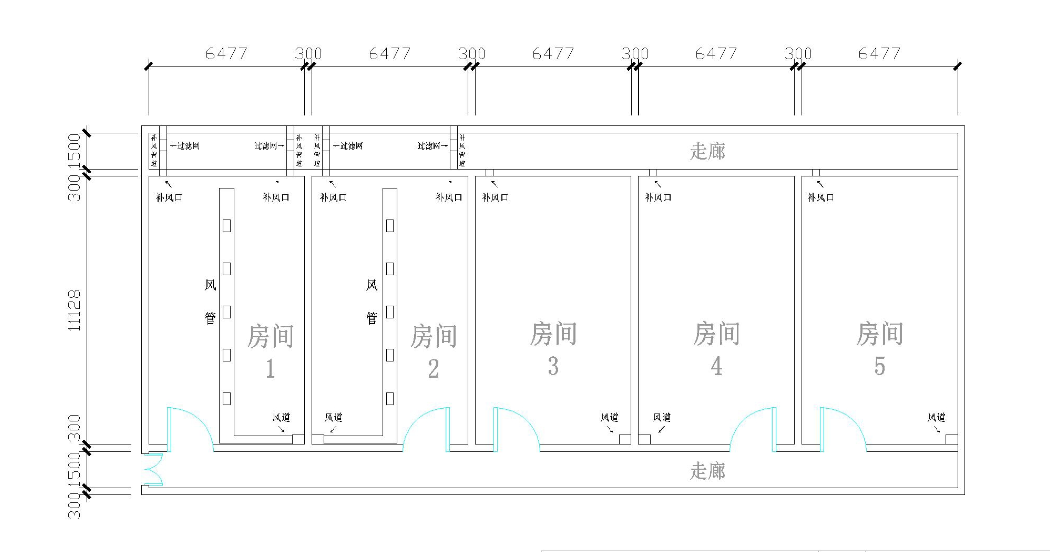 6477 300 6477 300 6477 300 6477 300 6477
1500
←过滤网 过滤网→ ←过滤网 过滤网→
走廊
300
补风口 补风口 补风口 补风口 补风口 补风口 补风口
11128
风管 风管
房间 房间 房间 房间 房间
1 2 3 4 5
风道 风道 风道 风道 风道
300
1500
走廊
300